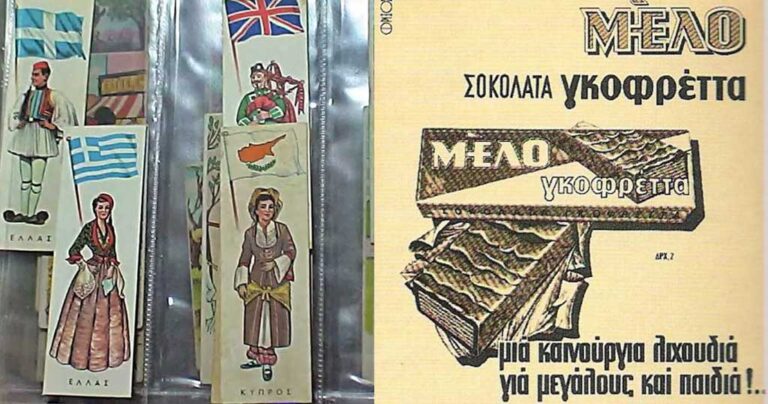 ΕΛΛΑΣ
ΕΛΛΑΣ
ΚΥΠΡΟΣ
ΜΕΛΟ
ΣΟΚΟΛΑΤΑ γκοφρέττα
ΜΕΛΟ
γκοφρέττα
ΔΡΧ. 2
μιά καινούργια λιχουδιά
γιά μεγάλους καί παιδιά!..